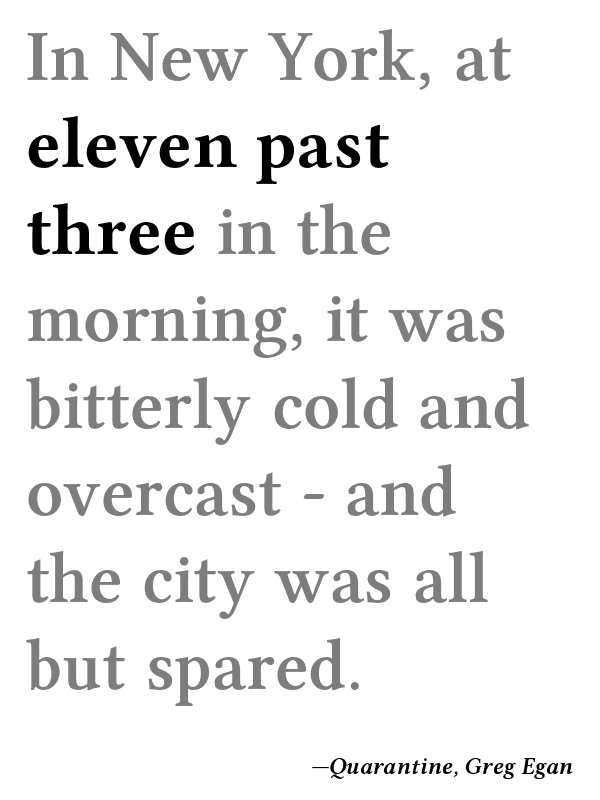 In New York, at
eleven past
three in the
morning, it was
bitterly cold and
overcast - and
the city was all
but spared.
—Quarantine, Greg Egan